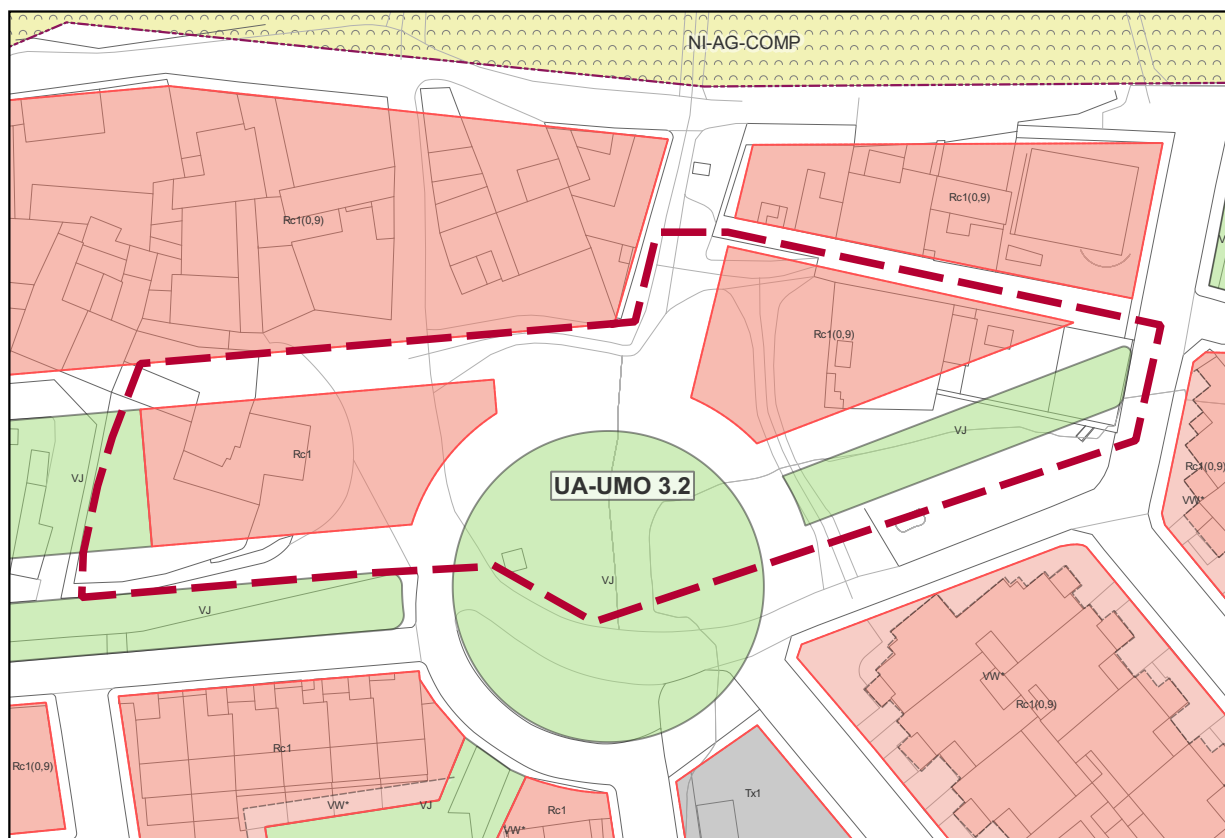 NI-AG-COMP
Rc1(0,9)
Rc1(0,9)
Rc1(0,9)
VJ
Rc1
VJ
UA-UMO 3.2
Rc1(0,9)
VW*
VJ
VJ
VW*
Rc1(0,9)
Rc1
Rc1(0,9)
Tx1
VW*
VJ
Rc1
VW*